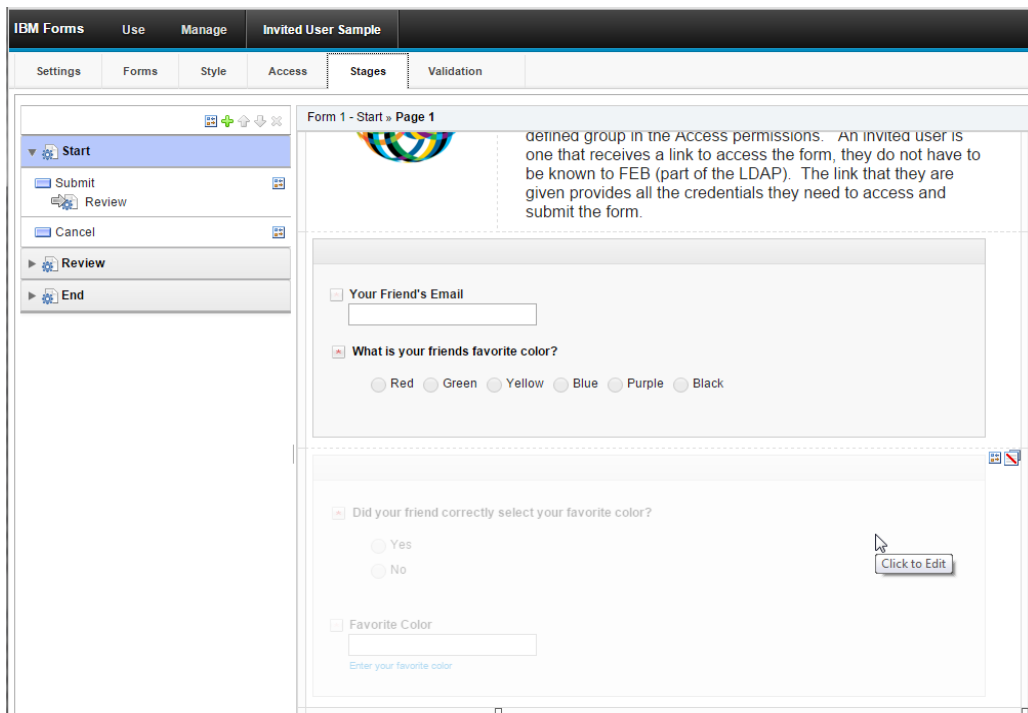 IBM Forms Use Manage Invited User Sample
Settings Forms Style Access Stages Validation
Form 1 - Start » Page 1
Start
Submit
Review
Cancel
Review
End
defined group in the Access permissions. An invited user is
one that receives a link to access the form, they do not have to
be known to FEB (part of the LDAP). The link that they are
given provides all the credentials they need to access and
submit the form.
Your Friend's Email
What is your friends favorite color?
Red Green Yellow Blue Purple Black
Did your friend correctly select your favorite color?
Yes
No
Click to Edit
Favorite Color
Enter your favorite color